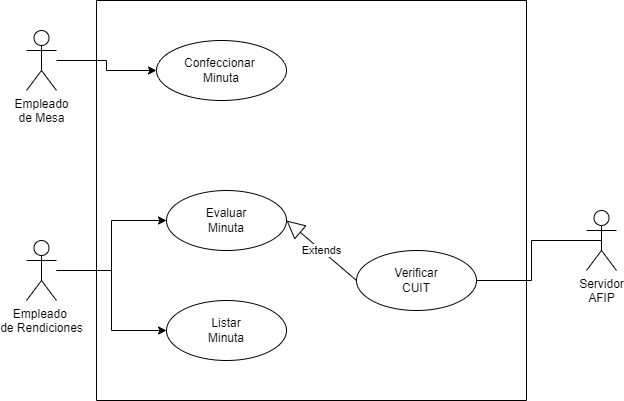 Confeccionar
Minuta
Empleado
de Mesa
Evaluar
Minuta
Extends
Verificar
CUIT
Servidor
AFIP
Empleado
de Rendiciones
Listar
Minuta